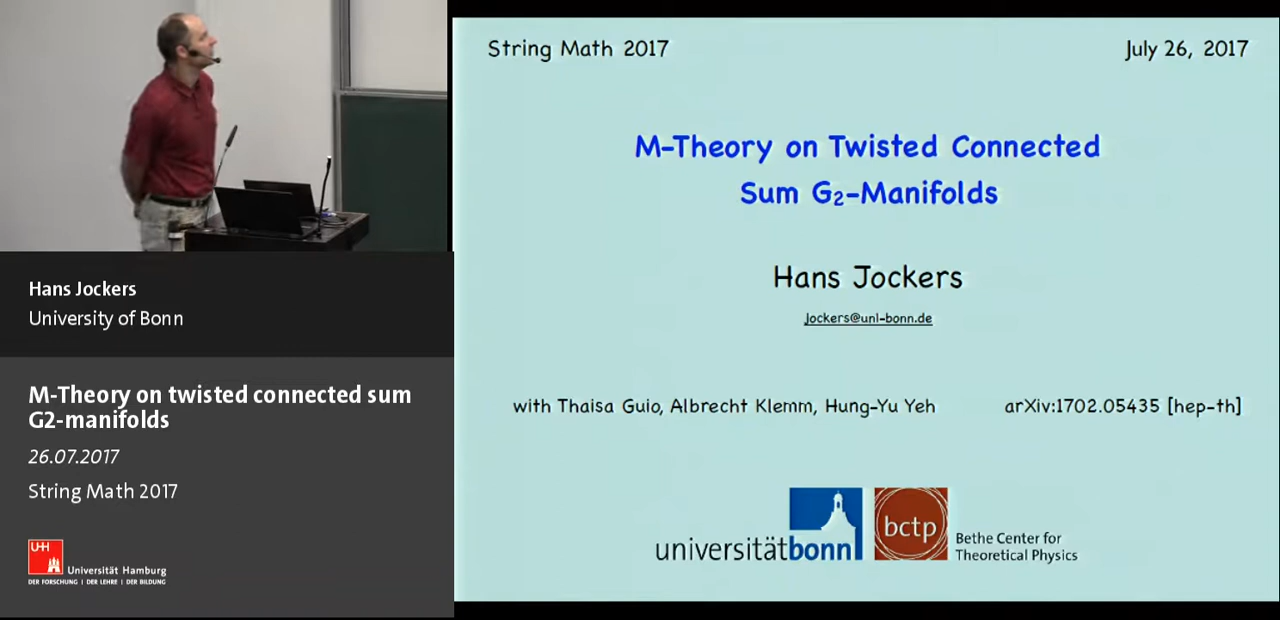 Hans Jockers
University of Bonn
M-Theory on twisted connected sum
G2-manifolds
26.07.2017
String Math 2017
UH
Universität Hamburg
DER FORSCHUNG | DER LEHRE | DER BILDUNG
String Math 2017
July 26, 2017
M-Theory on Twisted Connected
Sum G₂-Manifolds
Hans Jockers
jockers@uni-bonn.de
with Thaisa Guio, Albrecht Klemm, Hung-Yu Yeh
arXiv:1702.05435 [hep-th]
universitätbonn
bctp
Bethe Center for
Theoretical Physics